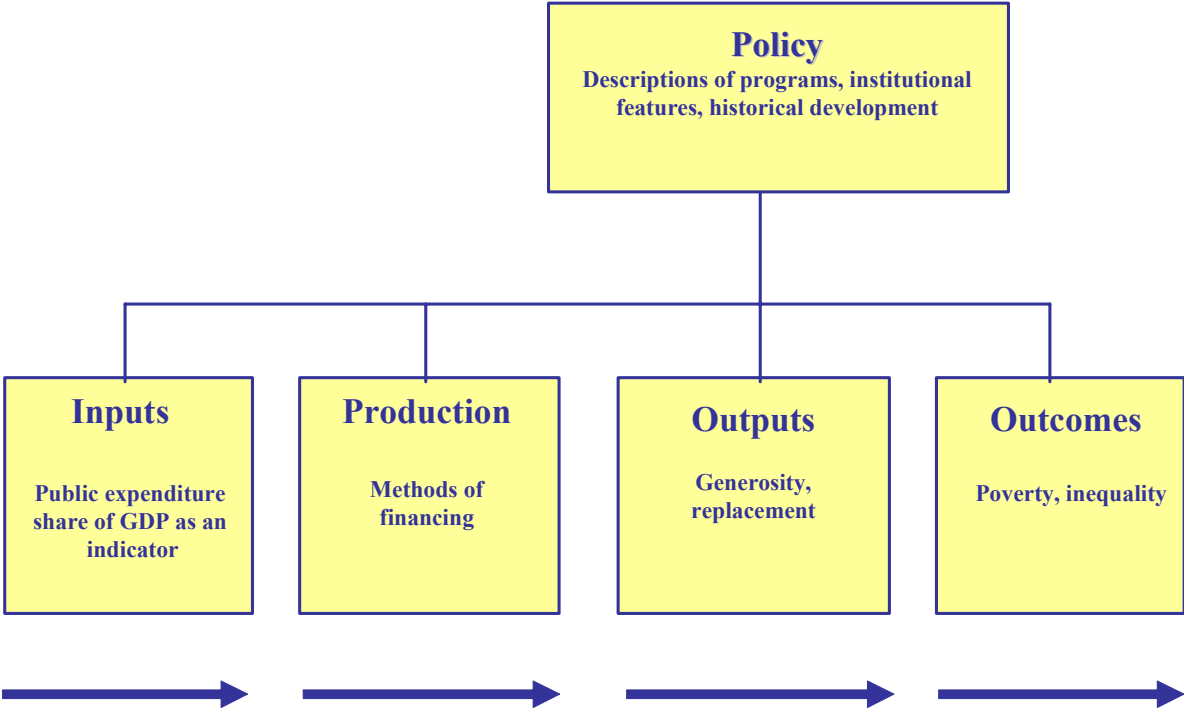 Policy
Descriptions of programs, institutional
features, historical development
Inputs
Public expenditure
share of GDP as an
indicator
Production
Methods of
financing
Outputs
Generosity,
replacement
Outcomes
Poverty, inequality